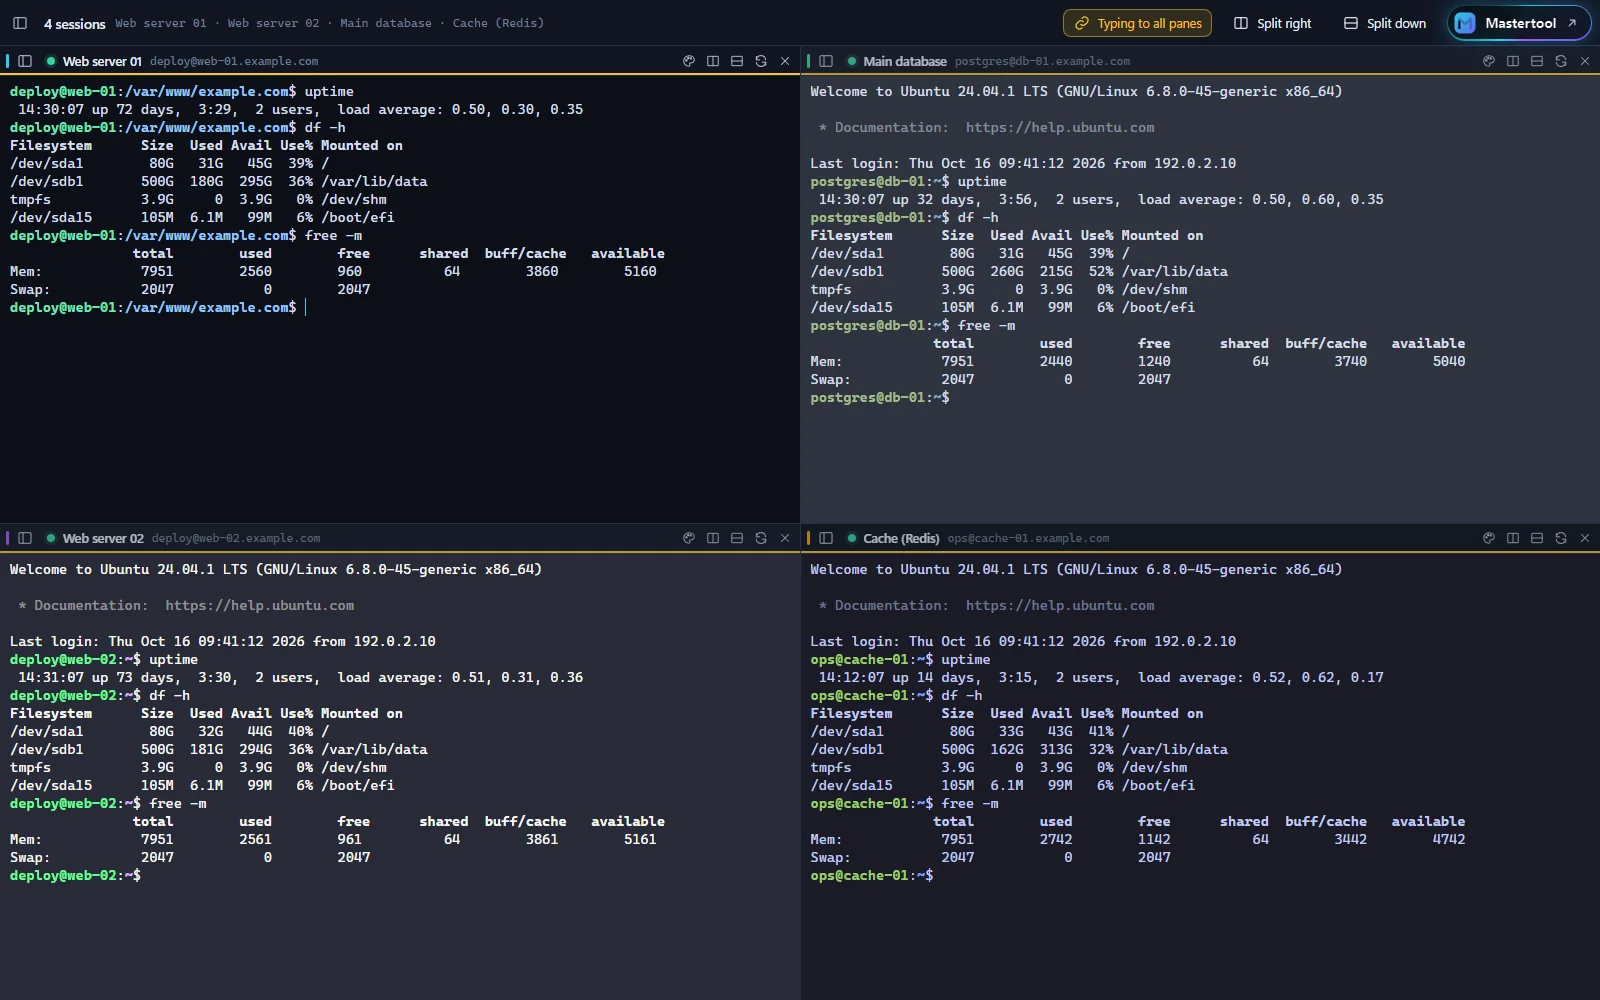 4 sessions Web server 01 · Web server 02 · Main database · Cache (Redis) Typing to all panes Split right Split down Mastertool ↗
Web server 01 deploy@web-01.example.com
deploy@web-01:/var/www/example.com$ uptime
 14:30:07 up 72 days,  3:29,  2 users,  load average: 0.50, 0.30, 0.35
deploy@web-01:/var/www/example.com$ df -h
Filesystem      Size  Used Avail Use% Mounted on
/dev/sda1        80G   31G   45G  39% /
/dev/sdb1       500G  180G  295G  36% /var/lib/data
tmpfs           3.9G     0  3.9G   0% /dev/shm
/dev/sda15      105M  6.1M   99M   6% /boot/efi
deploy@web-01:/var/www/example.com$ free -m
               total        used        free      shared  buff/cache   available
Mem:            7951        2560         960          64        3860        5160
Swap:           2047           0        2047
deploy@web-01:/var/www/example.com$
Main database postgres@db-01.example.com
Welcome to Ubuntu 24.04.1 LTS (GNU/Linux 6.8.0-45-generic x86_64)
 * Documentation:  https://help.ubuntu.com
Last login: Thu Oct 16 09:41:12 2026 from 192.0.2.10
postgres@db-01:~$ uptime
 14:30:07 up 32 days,  3:56,  2 users,  load average: 0.50, 0.60, 0.35
postgres@db-01:~$ df -h
Filesystem      Size  Used Avail Use% Mounted on
/dev/sda1        80G   31G   45G  39% /
/dev/sdb1       500G  260G  215G  52% /var/lib/data
tmpfs           3.9G     0  3.9G   0% /dev/shm
/dev/sda15      105M  6.1M   99M   6% /boot/efi
postgres@db-01:~$ free -m
               total        used        free      shared  buff/cache   available
Mem:            7951        2440        1240          64        3740        5040
Swap:           2047           0        2047
postgres@db-01:~$
Web server 02 deploy@web-02.example.com
Welcome to Ubuntu 24.04.1 LTS (GNU/Linux 6.8.0-45-generic x86_64)
 * Documentation:  https://help.ubuntu.com
Last login: Thu Oct 16 09:41:12 2026 from 192.0.2.10
deploy@web-02:~$ uptime
 14:31:07 up 73 days,  3:30,  2 users,  load average: 0.51, 0.31, 0.36
deploy@web-02:~$ df -h
Filesystem      Size  Used Avail Use% Mounted on
/dev/sda1        80G   32G   44G  40% /
/dev/sdb1       500G  181G  294G  36% /var/lib/data
tmpfs           3.9G     0  3.9G   0% /dev/shm
/dev/sda15      105M  6.1M   99M   6% /boot/efi
deploy@web-02:~$ free -m
               total        used        free      shared  buff/cache   available
Mem:            7951        2561         961          64        3861        5161
Swap:           2047           0        2047
deploy@web-02:~$
Cache (Redis) ops@cache-01.example.com
Welcome to Ubuntu 24.04.1 LTS (GNU/Linux 6.8.0-45-generic x86_64)
 * Documentation:  https://help.ubuntu.com
Last login: Thu Oct 16 09:41:12 2026 from 192.0.2.10
ops@cache-01:~$ uptime
 14:12:07 up 14 days,  3:15,  2 users,  load average: 0.52, 0.62, 0.17
ops@cache-01:~$ df -h
Filesystem      Size  Used Avail Use% Mounted on
/dev/sda1        80G   33G   43G  41% /
/dev/sdb1       500G  162G  313G  32% /var/lib/data
tmpfs           3.9G     0  3.9G   0% /dev/shm
/dev/sda15      105M  6.1M   99M   6% /boot/efi
ops@cache-01:~$ free -m
               total        used        free      shared  buff/cache   available
Mem:            7951        2742        1142          64        3442        4742
Swap:           2047           0        2047
ops@cache-01:~$